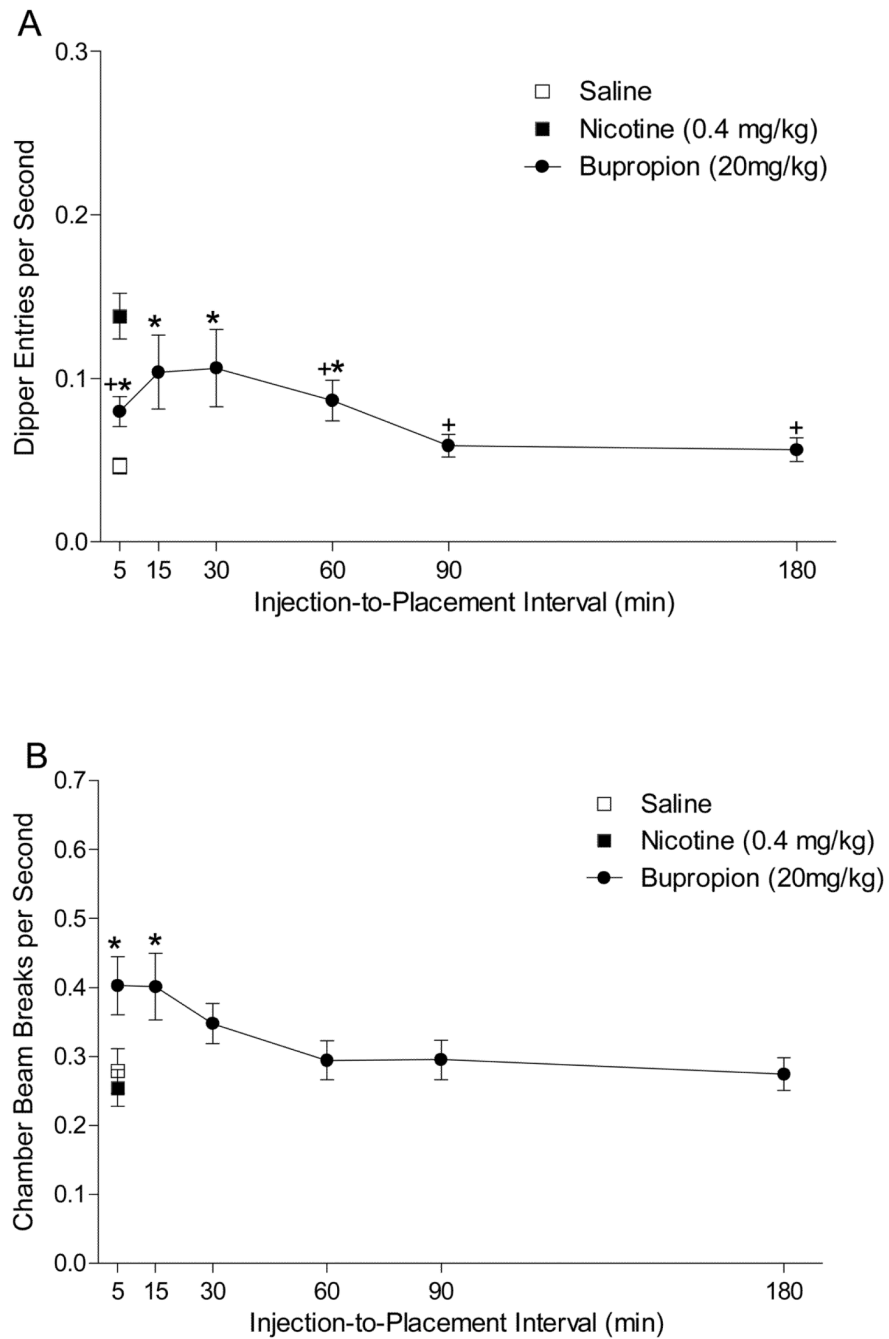 A
0.3
0.2
0.1
0.0
Dipper Entries per Second
Saline
Nicotine (0.4 mg/kg)
Bupropion (20mg/kg)
+*
*
*
+*
+
+
5 15 30 60 90 180
Injection-to-Placement Interval (min)
B
0.7
0.6
0.5
0.4
0.3
0.2
0.1
0.0
Chamber Beam Breaks per Second
Saline
Nicotine (0.4 mg/kg)
Bupropion (20mg/kg)
*
*
5 15 30 60 90 180
Injection-to-Placement Interval (min)